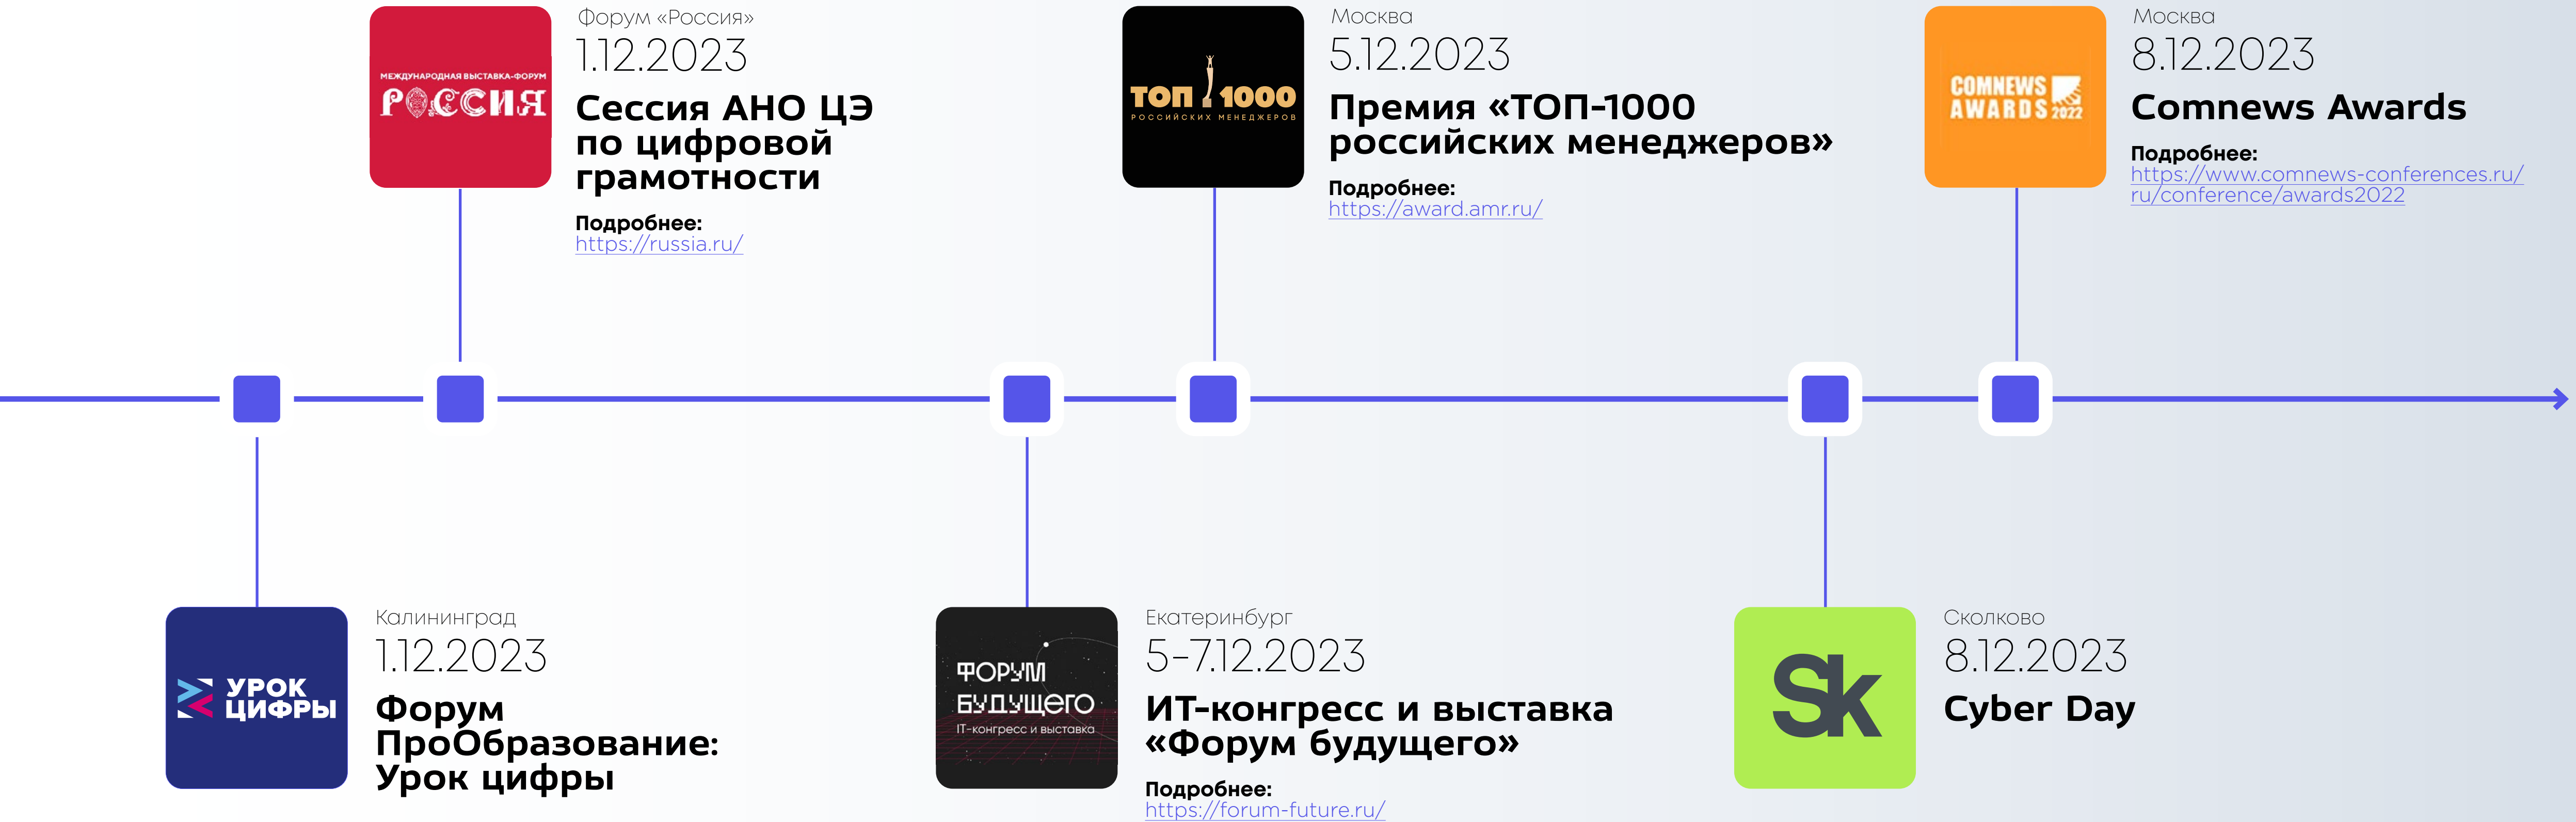 МЕЖДУНАРОДНАЯ ВЫСТАВКА-ФОРУМ
РОССИЯ
Форум «Россия»
1.12.2023
Сессия АНО ЦЭ
по цифровой
грамотности
Подробнее:
https://russia.ru/
ТОП 1000
РОССИЙСКИХ МЕНЕДЖЕРОВ
Москва
5.12.2023
Премия «ТОП-1000
российских менеджеров»
Подробнее:
https://award.amr.ru/
COMNEWS
AWARDS 2022
Москва
8.12.2023
Comnews Awards
Подробнее:
https://www.comnews-conferences.ru/
ru/conference/awards2022
УРОК
ЦИФРЫ
Калининград
1.12.2023
Форум
ПроОбразование:
Урок цифры
ФОРУМ
БУДУЩЕГО
IT-конгресс и выставка
Екатеринбург
5-7.12.2023
ИТ-конгресс и выставка
«Форум будущего»
Подробнее:
https://forum-future.ru/
Sk
Сколково
8.12.2023
Cyber Day